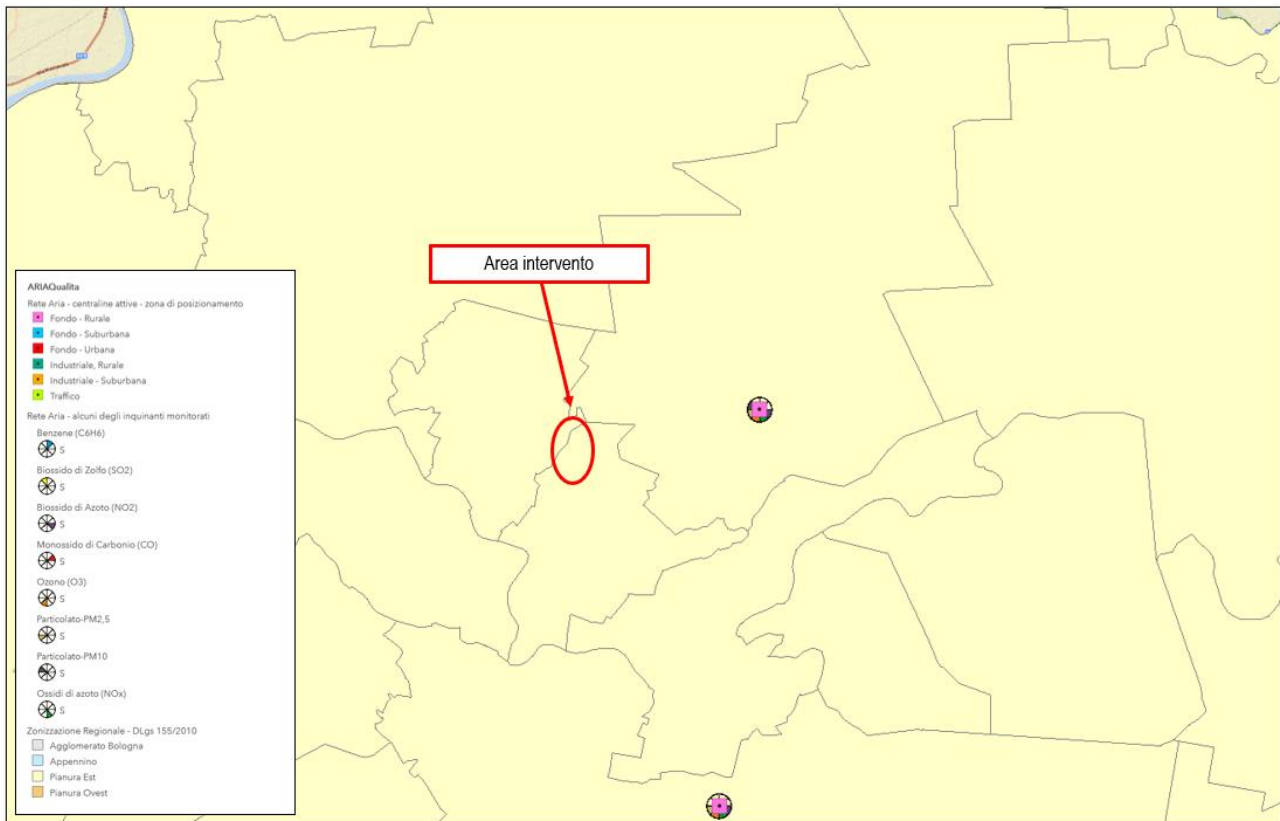 Area intervento
ARIAQualita
Rete Aria - centraline attive - zona di posizionamento
Fondo - Rurale
Fondo - Suburbana
Fondo - Urbana
Industriale, Rurale
Industriale - Suburbana
Traffico
Rete Aria - alcuni degli inquinanti monitorati
Benzene (C6H6)
S
Biossido di Zolfo (SO2)
S
Biossido di Azoto (NO2)
S
Monossido di Carbonio (CO)
S
Ozono (O3)
S
Particolato-PM2,5
S
Particolato-PM10
S
Ossidi di azoto (NOx)
S
Zonizzazione Regionale - DLgs 155/2010
Agglomerato Bologna
Appennino
Pianura Est
Pianura Ovest